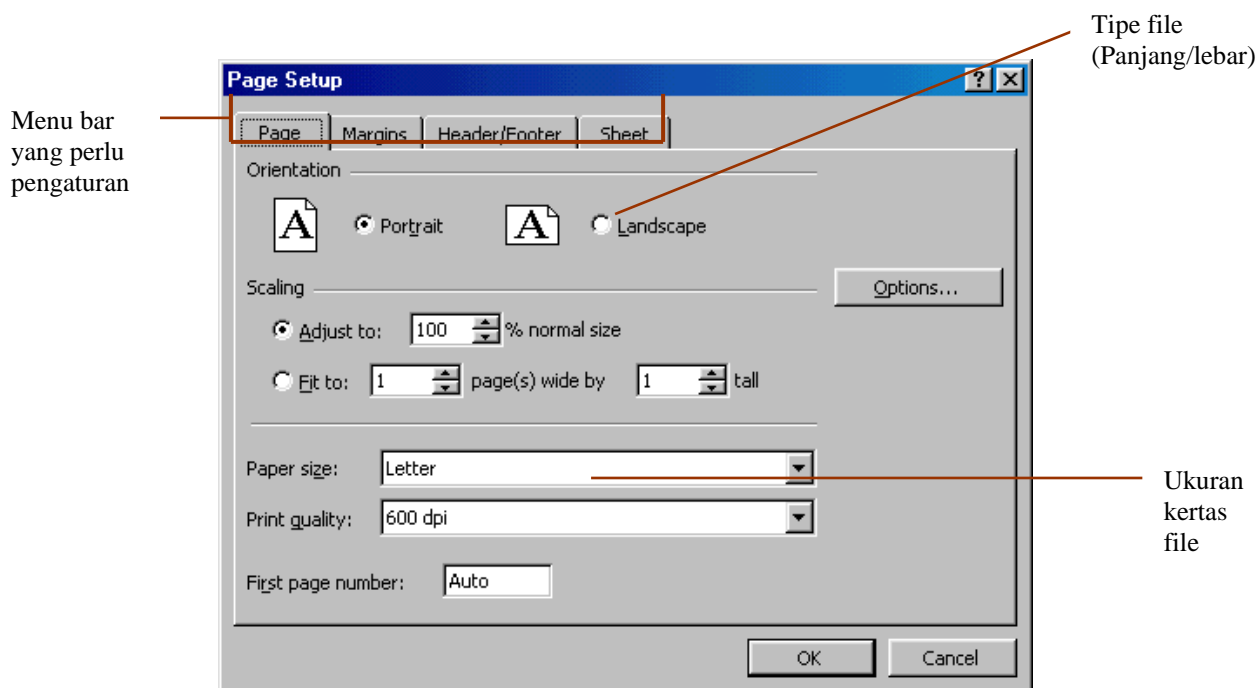 Tipe file
(Panjang/lebar)
Page Setup
Menu bar
yang perlu
pengaturan
Page Margins Header/Footer Sheet
Orientation
A Portrait A Landscape
Scaling
Options...
Adjust to: 100 % normal size
Fit to: 1 page(s) wide by 1 tall
Paper size: Letter
Print quality: 600 dpi
Ukuran
kertas
file
First page number: Auto
OK Cancel